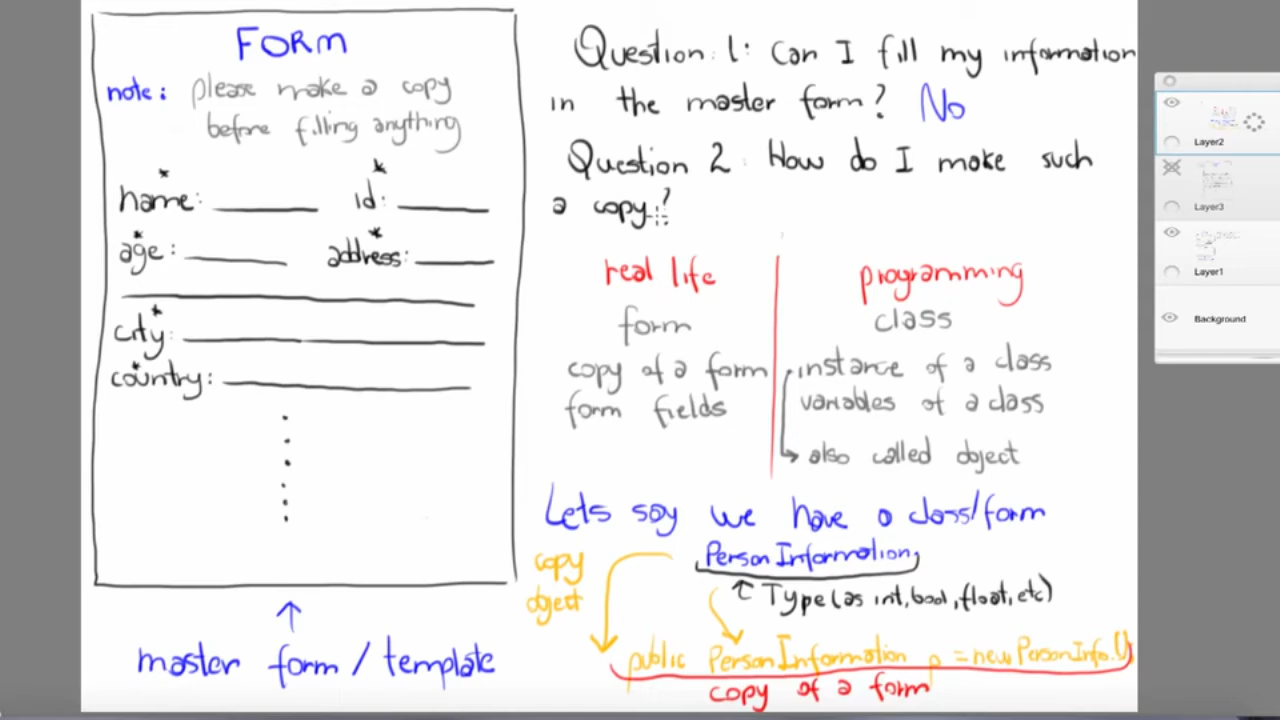 FORM
note: please make a copy
before filling anything
name: id:
age: address:
city:
country:
master form / template
Question 1: Can I fill my information
in the master form? No
Question 2: How do I make such
a copy?
real life programming
form class
copy of a form instance of a class
form fields variables of a class
also called object
Lets say we have a class/form
copy PersonInformation
object Type (as int, bool, float, etc)
public PersonInformation p = new PersonInfo.()
copy of a form
Layer2
Layer3
Layer1
Background